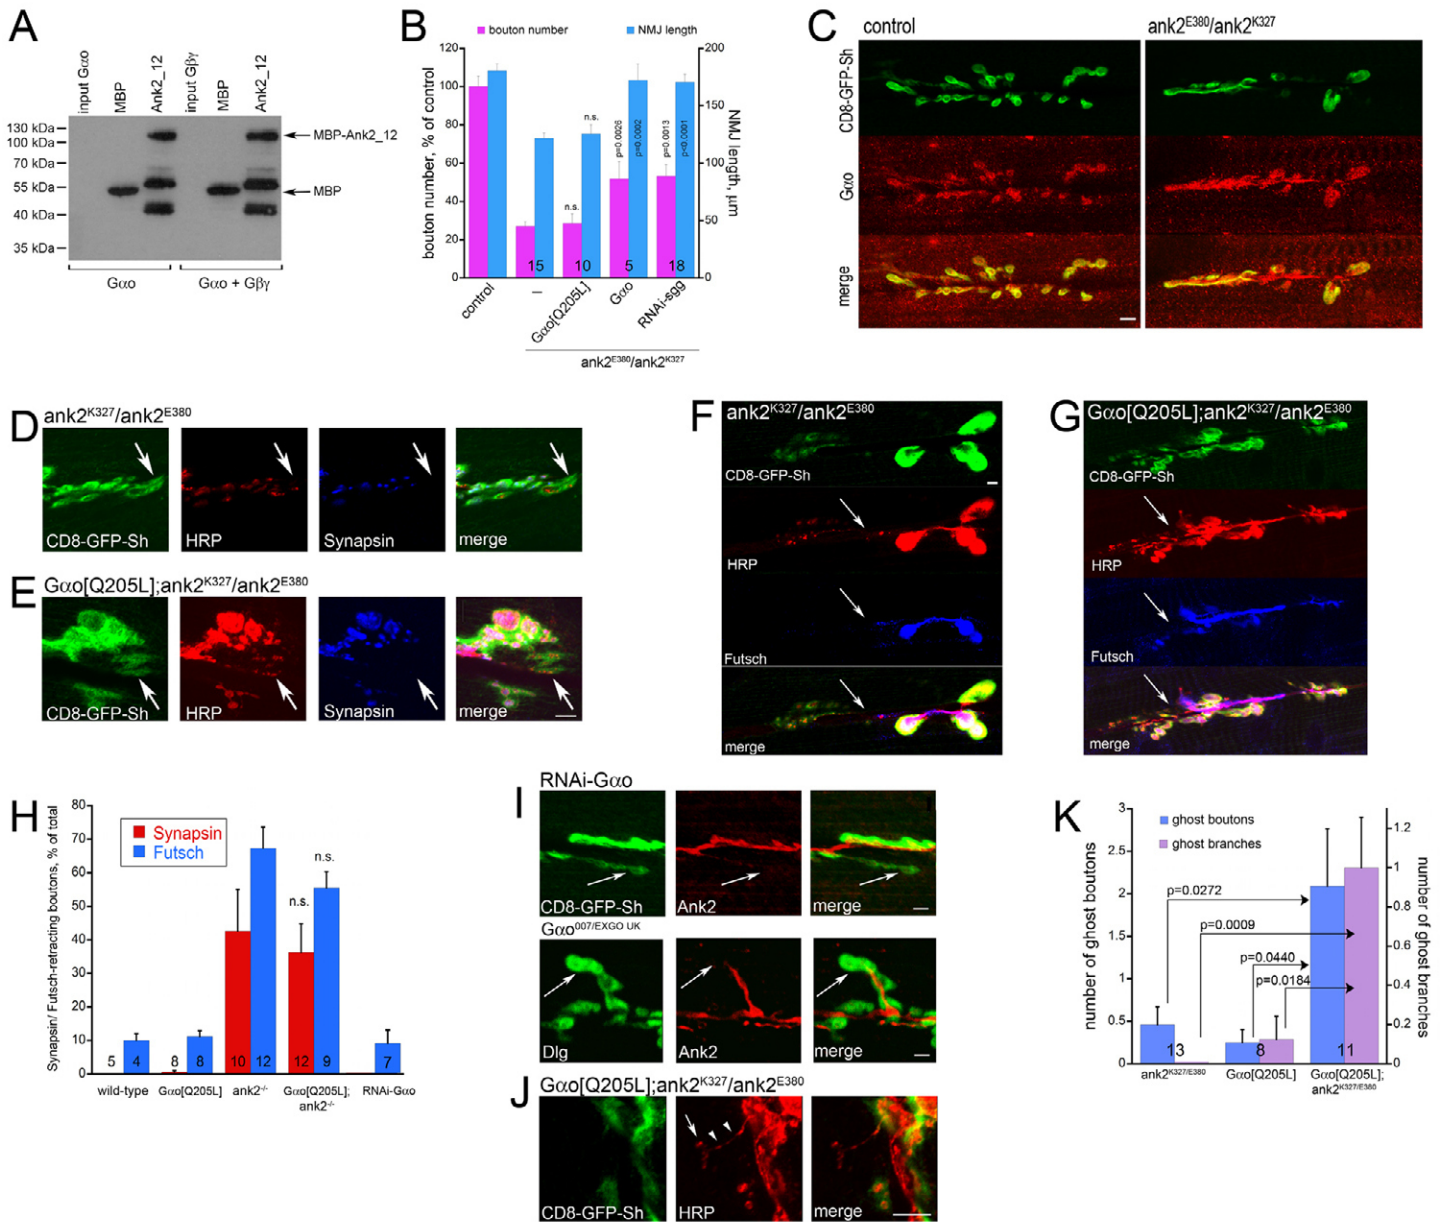 A
input Gαo
MBP
Ank2_12
input Gβγ
MBP
Ank2_12
130 kDa
100 kDa
70 kDa
55 kDa
40 kDa
35 kDa
MBP-Ank2_12
MBP
Gαo
Gαo + Gβγ
B
bouton number
NMJ length
bouton number, % of control
120
100
80
60
40
20
0
200
150
100
50
0
NMJ length, μm
n.s.
n.s.
p=0.0026
p=0.0002
p=0.0013
p<0.0001
15
10
5
18
control
–
Gαo[Q205L]
Gαo
RNAi-sgg
ank2E380/ank2K327
C
control
ank2E380/ank2K327
CD8-GFP-Sh
Gαo
merge
D
ank2K327/ank2E380
CD8-GFP-Sh
HRP
Synapsin
merge
E
Gαo[Q205L];ank2K327/ank2E380
CD8-GFP-Sh
HRP
Synapsin
merge
F
ank2K327/ank2E380
CD8-GFP-Sh
HRP
Futsch
merge
G
Gαo[Q205L];ank2K327/ank2E380
CD8-GFP-Sh
HRP
Futsch
merge
H
Synapsin/ Futsch-retracting boutons, % of total
80
70
60
50
40
30
20
10
0
Synapsin
Futsch
n.s.
n.s.
5
4
8
8
10
12
12
9
7
wild-type
Gαo[Q205L]
ank2-/-
Gαo[Q205L];
ank2-/-
RNAi-Gαo
I
RNAi-Gαo
CD8-GFP-Sh
Ank2
merge
Gαo007/EXGO UK
Dlg
Ank2
merge
J
Gαo[Q205L];ank2K327/ank2E380
CD8-GFP-Sh
HRP
merge
K
number of ghost boutons
3
2.5
2
1.5
1
0.5
0
ghost boutons
ghost branches
p=0.0272
p=0.0009
p=0.0440
p=0.0184
13
8
11
1.2
1
0.8
0.6
0.4
0.2
0
number of ghost branches
ank2K327/E380
Gαo[Q205L]
Gαo[Q205L];
ank2K327/E380